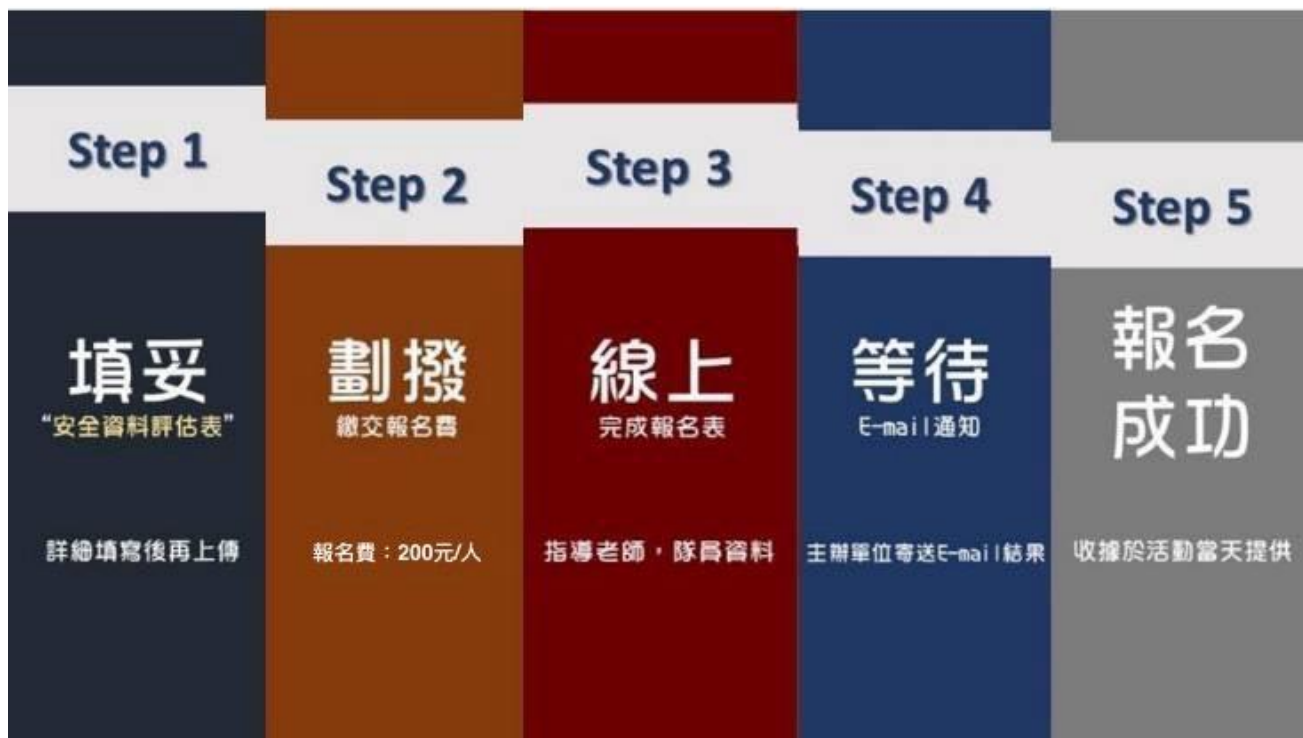 Step 1
填妥
“安全資料評估表”
詳細填寫後再上傳
Step 2
劃撥
繳交報名費
報名費：200元/人
Step 3
線上
完成報名表
指導老師，隊員資料
Step 4
等待
E-mail通知
主辦單位寄送E-mail結果
Step 5
報名
成功
收據於活動當天提供